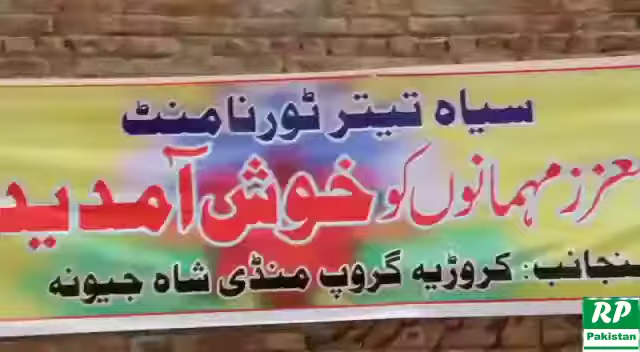 سیاہ تیتر ٹورنامنٹ
معزز مہمانوں کو خوش آمدید
منجانب: کروڑیہ گروپ منڈی شاہ جیونہ
RP
Pakistan